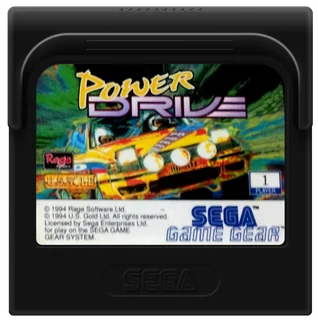 POWER
DRIVE
Rage
1
PLAYER
© 1994 Rage Software Ltd.
© 1994 U.S. Gold Ltd. All rights reserved.
Licensed by Sega Enterprises Ltd.
for play on the SEGA GAME
GEAR SYSTEM.
SEGA
GAME GEAR
SEGA